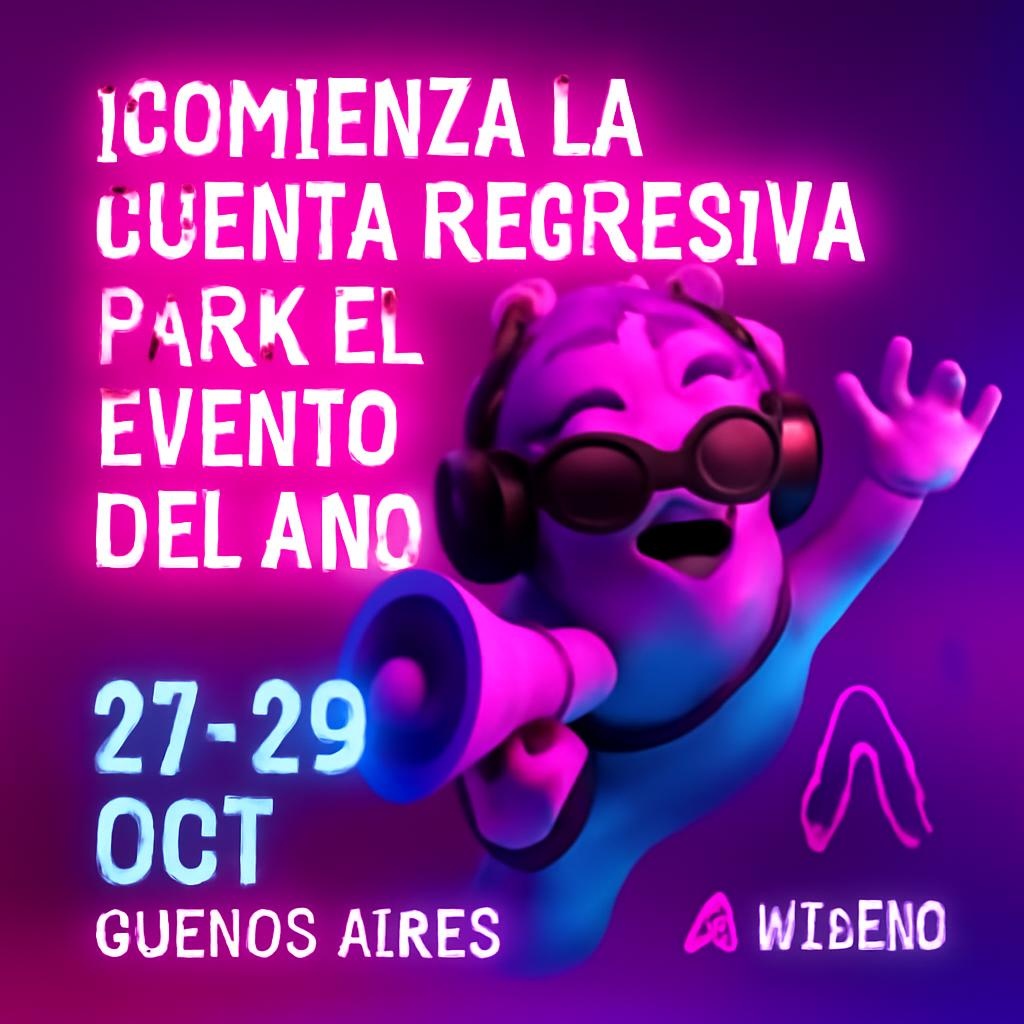 ¡COMIENZA LA
CUENTA REGRESIVA
PARK EL
EVENTO
DEL ANO
27-29
OCT
GUENOS AIRES
WIDENO